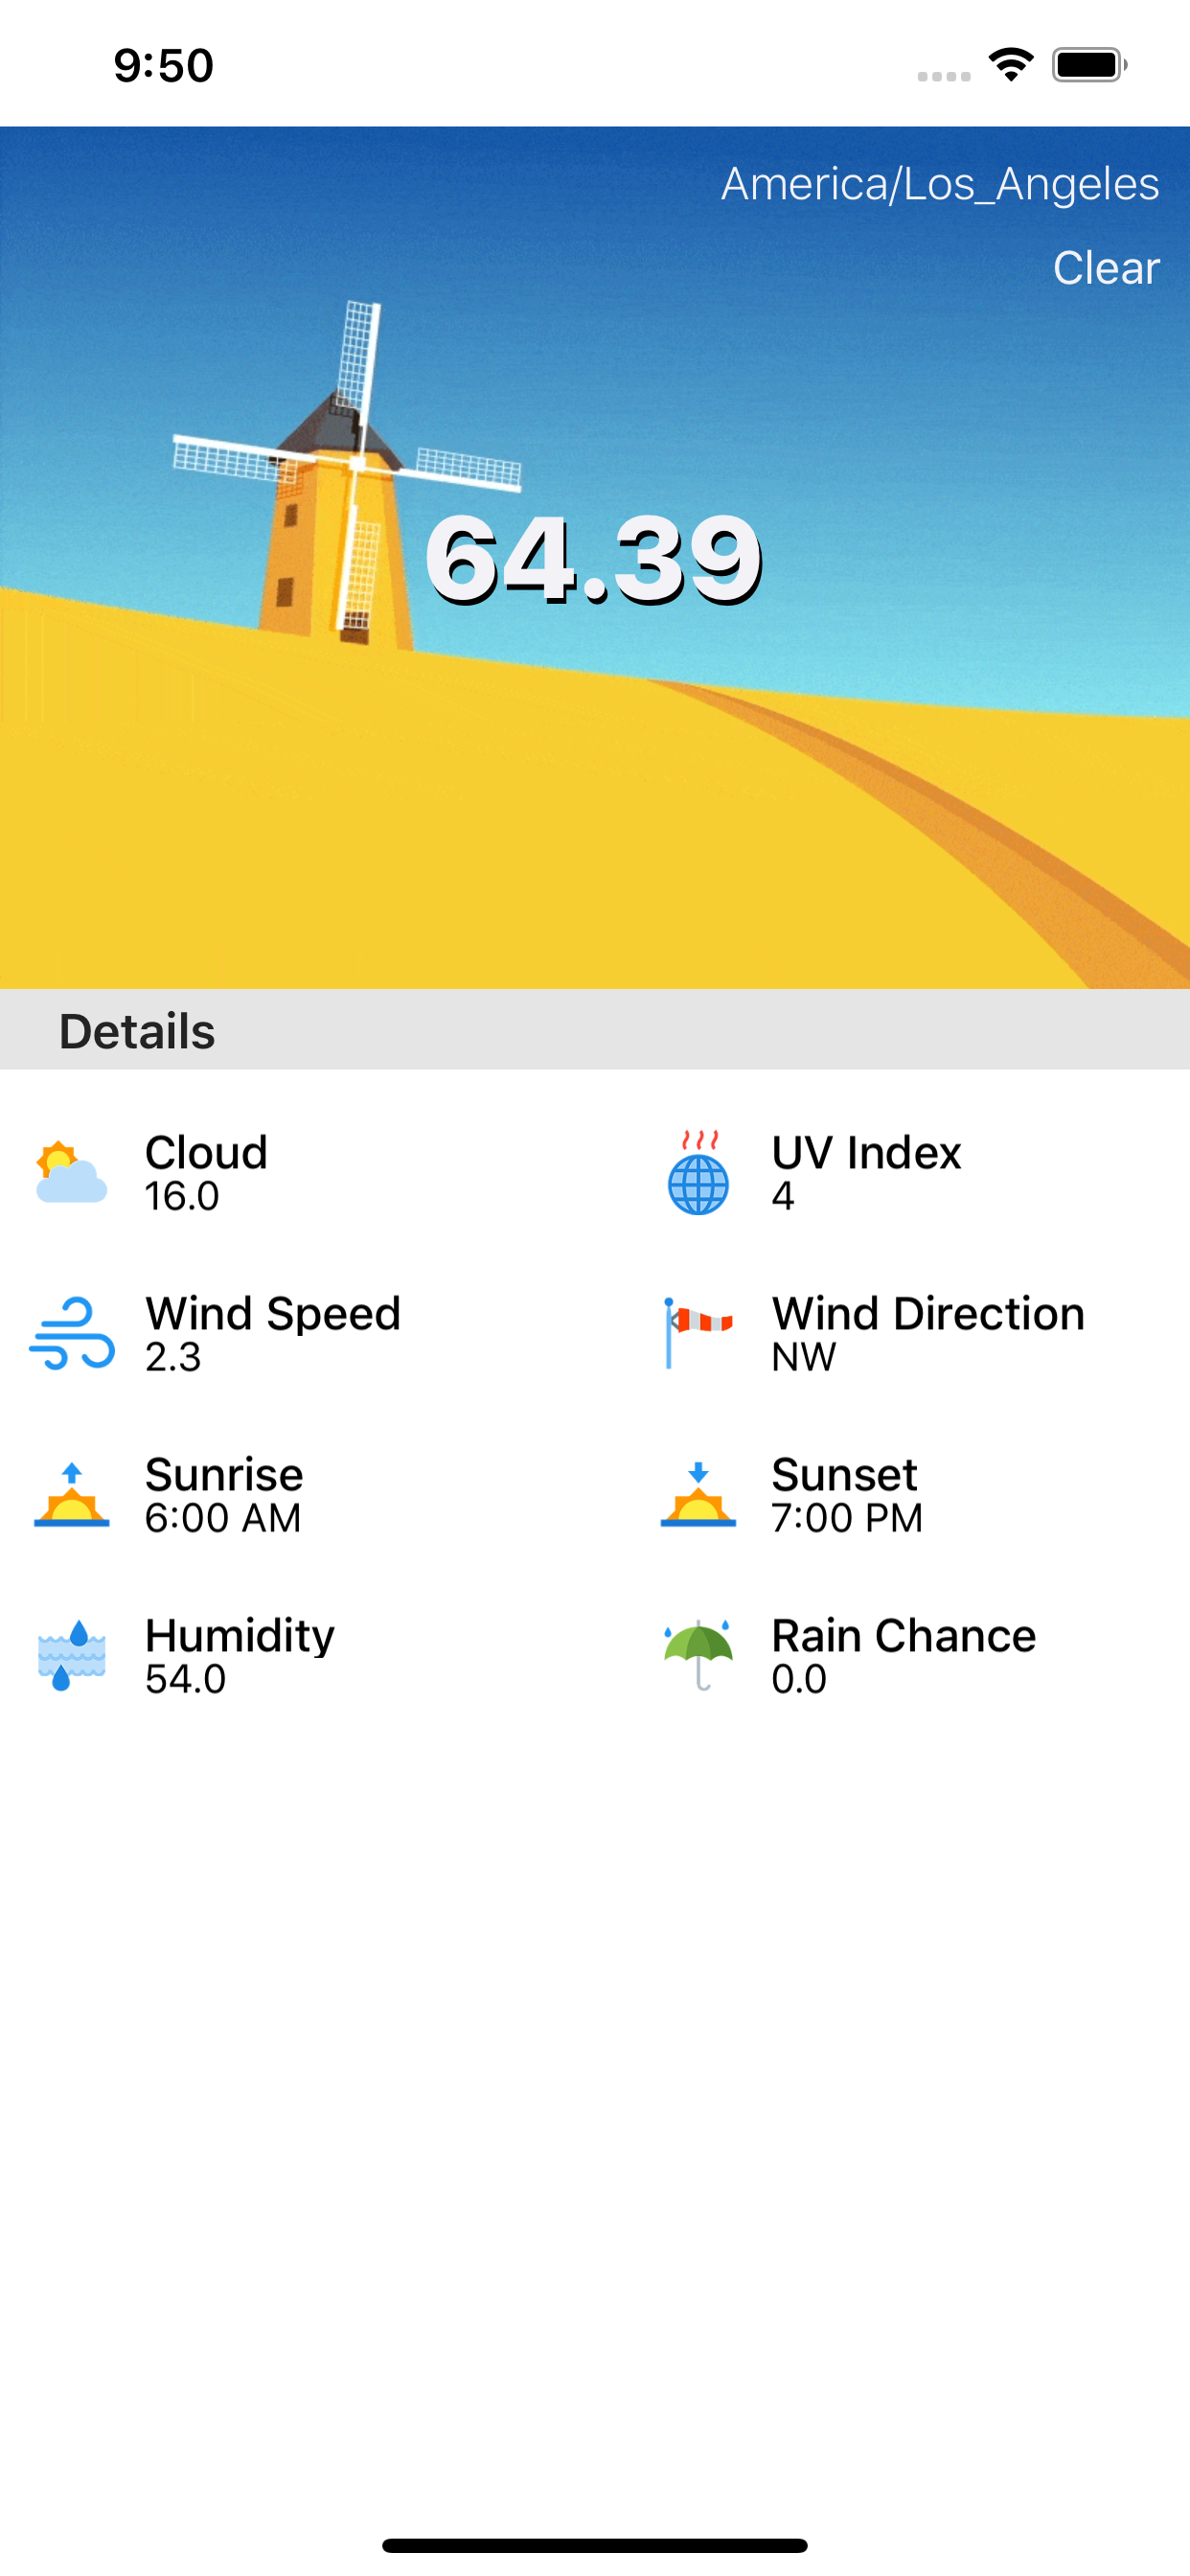 9:50
America/Los_Angeles
Clear
64.39
Details
Cloud
16.0
UV Index
4
Wind Speed
2.3
Wind Direction
NW
Sunrise
6:00 AM
Sunset
7:00 PM
Humidity
54.0
Rain Chance
0.0